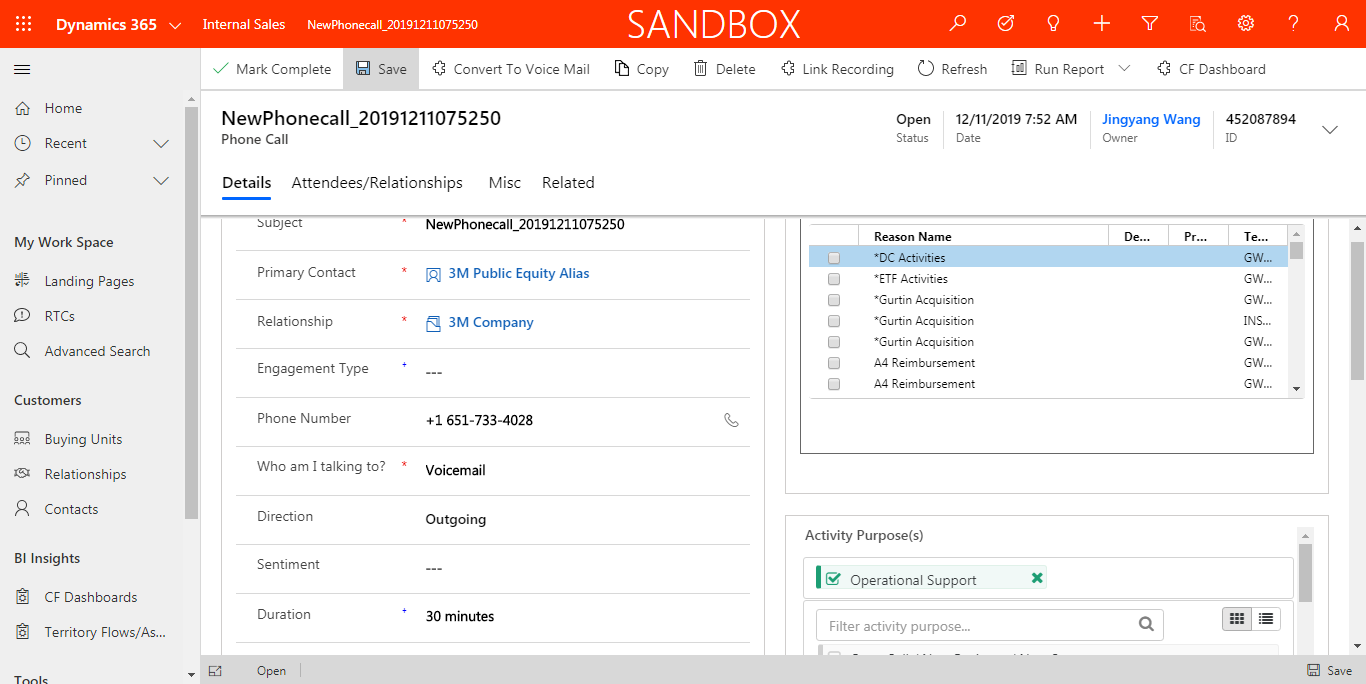 Dynamics 365 Internal Sales NewPhonecall_20191211075250 SANDBOX
Mark Complete Save Convert To Voice Mail Copy Delete Link Recording Refresh Run Report CF Dashboard
Home
Recent
Pinned
My Work Space
Landing Pages
RTCs
Advanced Search
Customers
Buying Units
Relationships
Contacts
BI Insights
CF Dashboards
Territory Flows/As...
Tools
NewPhonecall_20191211075250
Phone Call
Open 12/11/2019 7:52 AM Jingyang Wang 452087894
Status Date Owner ID
Details Attendees/Relationships Misc Related
Subject * NewPhonecall_20191211075250
Primary Contact * 3M Public Equity Alias
Relationship * 3M Company
Engagement Type + ---
Phone Number +1 651-733-4028
Who am I talking to? * Voicemail
Direction Outgoing
Sentiment ---
Duration + 30 minutes
Reason Name De... Pr... Te...
*DC Activities GW...
*ETF Activities GW...
*Gurtin Acquisition GW...
*Gurtin Acquisition INS...
*Gurtin Acquisition GW...
A4 Reimbursement GW...
A4 Reimbursement GW...
Activity Purpose(s)
Operational Support
Filter activity purpose...
Open Save